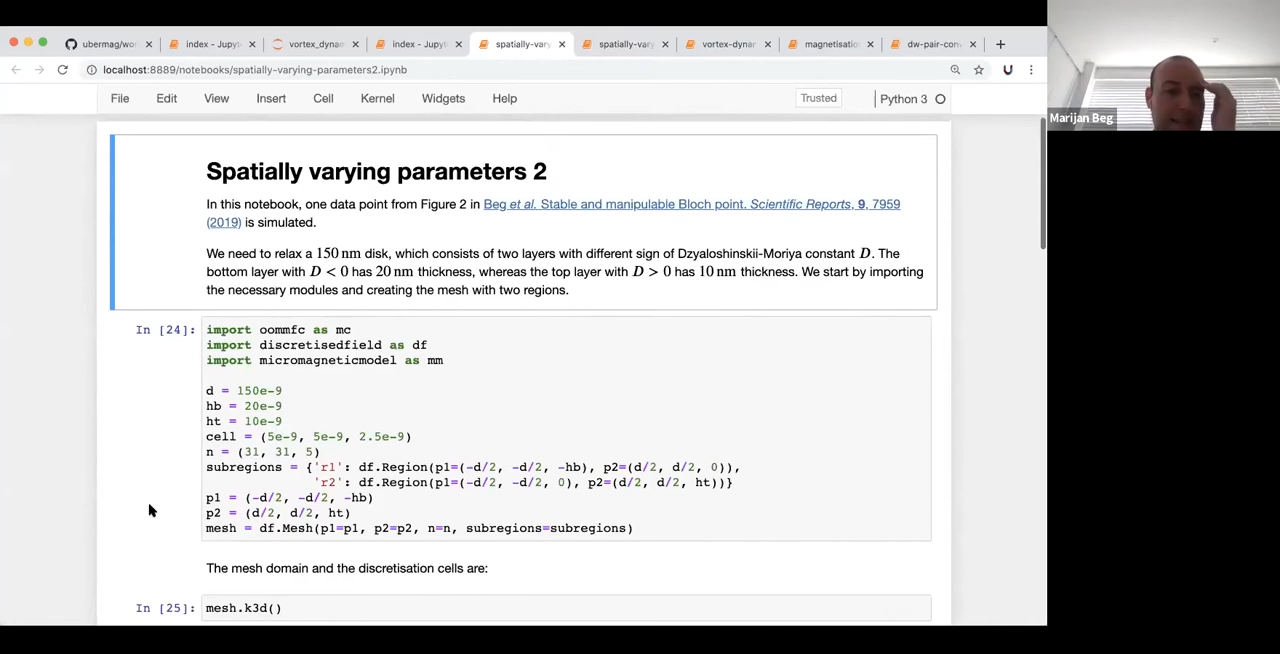 ubermag/wor
index - Jupyt
vortex_dynam
index - Jupyt
spatially-vary
spatially-vary
vortex-dynam
magnetisatio
dw-pair-conv
localhost:8889/notebooks/spatially-varying-parameters2.ipynb
File Edit View Insert Cell Kernel Widgets Help Trusted Python 3
Marijan Beg
Spatially varying parameters 2
In this notebook, one data point from Figure 2 in Beg et al. Stable and manipulable Bloch point. Scientific Reports, 9, 7959
(2019) is simulated.
We need to relax a 150 nm disk, which consists of two layers with different sign of Dzyaloshinskii-Moriya constant D. The
bottom layer with D < 0 has 20 nm thickness, whereas the top layer with D > 0 has 10 nm thickness. We start by importing
the necessary modules and creating the mesh with two regions.
In [24]: import oommfc as mc
import discretisedfield as df
import micromagneticmodel as mm
d = 150e-9
hb = 20e-9
ht = 10e-9
cell = (5e-9, 5e-9, 2.5e-9)
n = (31, 31, 5)
subregions = {'r1': df.Region(p1=(-d/2, -d/2, -hb), p2=(d/2, d/2, 0)),
'r2': df.Region(p1=(-d/2, -d/2, 0), p2=(d/2, d/2, ht))}
p1 = (-d/2, -d/2, -hb)
p2 = (d/2, d/2, ht)
mesh = df.Mesh(p1=p1, p2=p2, n=n, subregions=subregions)
The mesh domain and the discretisation cells are:
In [25]: mesh.k3d()